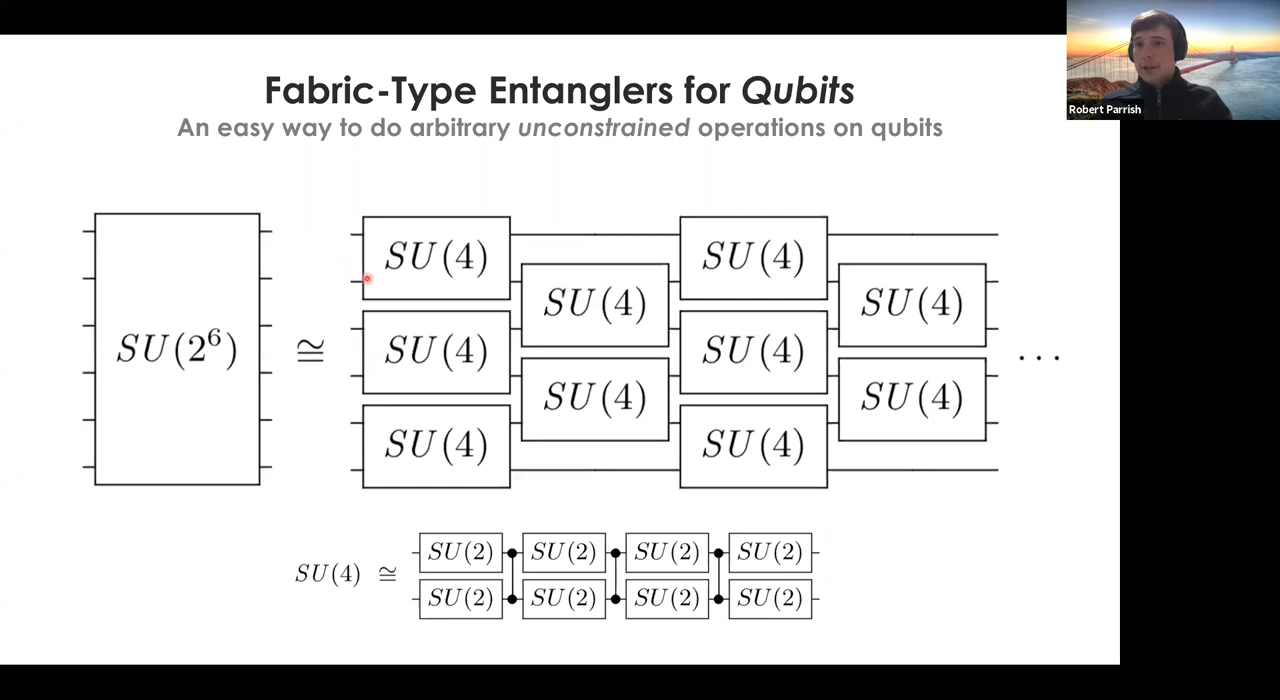 Fabric-Type Entanglers for Qubits
An easy way to do arbitrary unconstrained operations on qubits
Robert Parrish
SU(2⁶) ≅ SU(4) SU(4) SU(4) SU(4) SU(4) SU(4) SU(4) SU(4) SU(4) SU(4) ...
SU(4) ≅ SU(2) SU(2) SU(2) SU(2)
SU(2) SU(2) SU(2) SU(2)